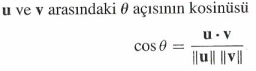 u ve v arasındaki θ açısının kosinüsü
cos θ = u · v / ‖u‖ ‖v‖